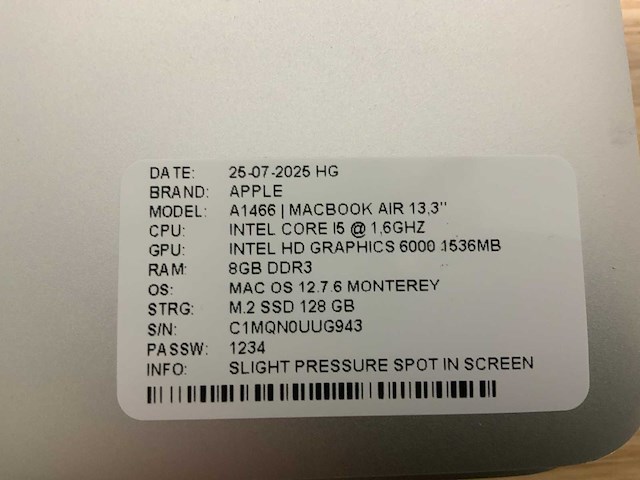 DATE: 25-07-2025 HG
BRAND: APPLE
MODEL: A1466 | MACBOOK AIR 13,3''
CPU: INTEL CORE I5 @ 1,6GHZ
GPU: INTEL HD GRAPHICS 6000 1536MB
RAM: 8GB DDR3
OS: MAC OS 12.7.6 MONTEREY
STRG: M.2 SSD 128 GB
S/N: C1MQN0UUG943
PASSW: 1234
INFO: SLIGHT PRESSURE SPOT IN SCREEN